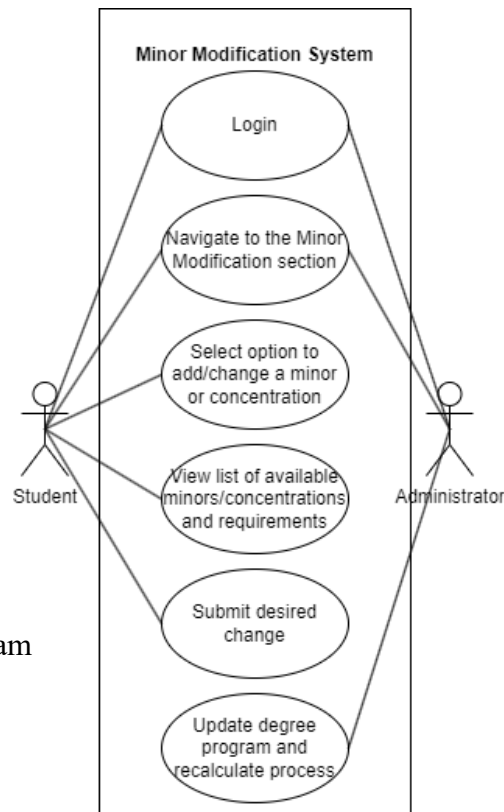 Minor Modification System
Login
Navigate to the Minor
Modification section
Select option to
add/change a minor
or concentration
Student
Administrator
View list of available
minors/concentrations
and requirements
Submit desired
change
am
Update degree
program and
recalculate process